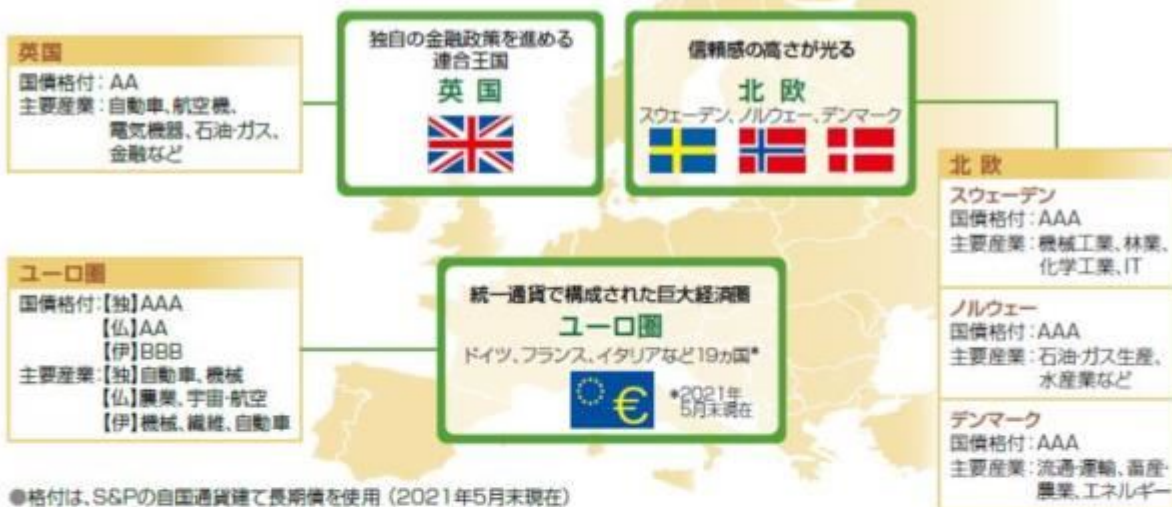 英国
国債格付：AA
主要産業：自動車、航空機、
電気機器、石油・ガス、
金融など
独自の金融政策を進める
連合王国
英国
信頼感の高さが光る
北欧
スウェーデン、ノルウェー、デンマーク
北欧
スウェーデン
国債格付：AAA
主要産業：機械工業、林業、
化学工業、IT
ノルウェー
国債格付：AAA
主要産業：石油・ガス生産、
水産業など
デンマーク
国債格付：AAA
主要産業：流通・運輸、畜産・
農業、エネルギー
ユーロ圏
国債格付：【独】AAA
【仏】AA
【伊】BBB
主要産業：【独】自動車、機械
【仏】農業、宇宙・航空
【伊】機械、繊維、自動車
統一通貨で構成された巨大経済圏
ユーロ圏
ドイツ、フランス、イタリアなど19ヵ国*
€
*2021年
5月末現在
●格付は、S&Pの自国通貨建て長期債を使用（2021年5月末現在）